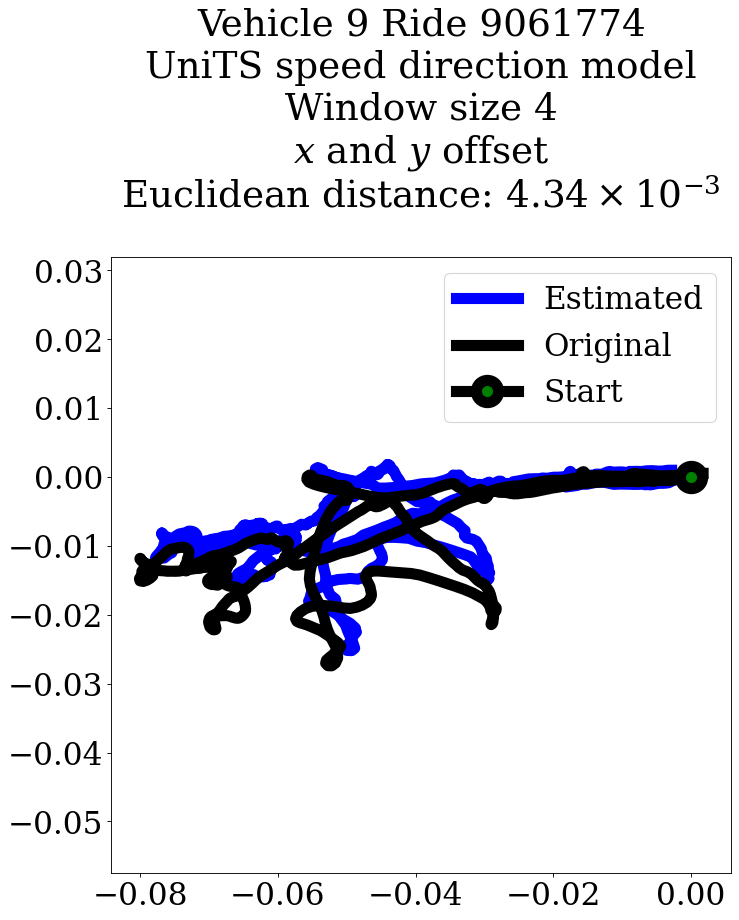 Vehicle 9 Ride 9061774
UniTS speed direction model
Window size 4
x and y offset
Euclidean distance: 4.34 × 10⁻³
Estimated
Original
Start
0.03
0.02
0.01
0.00
−0.01
−0.02
−0.03
−0.04
−0.05
−0.08 −0.06 −0.04 −0.02 0.00